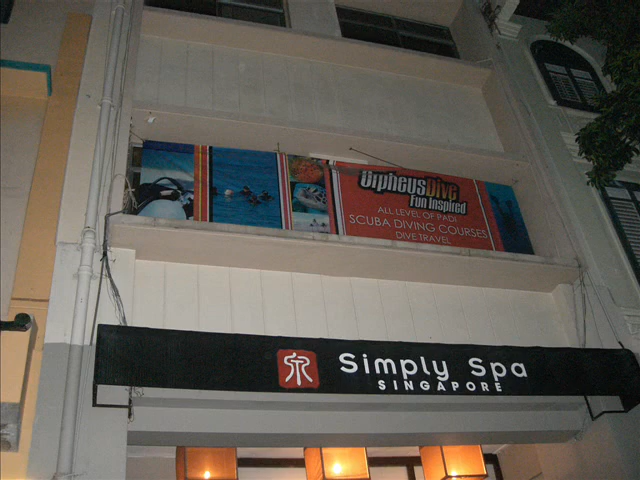 OrpheusDive
Fun Inspired
ALL LEVEL OF PADI
SCUBA DIVING COURSES
DIVE TRAVEL
Simply Spa
SINGAPORE